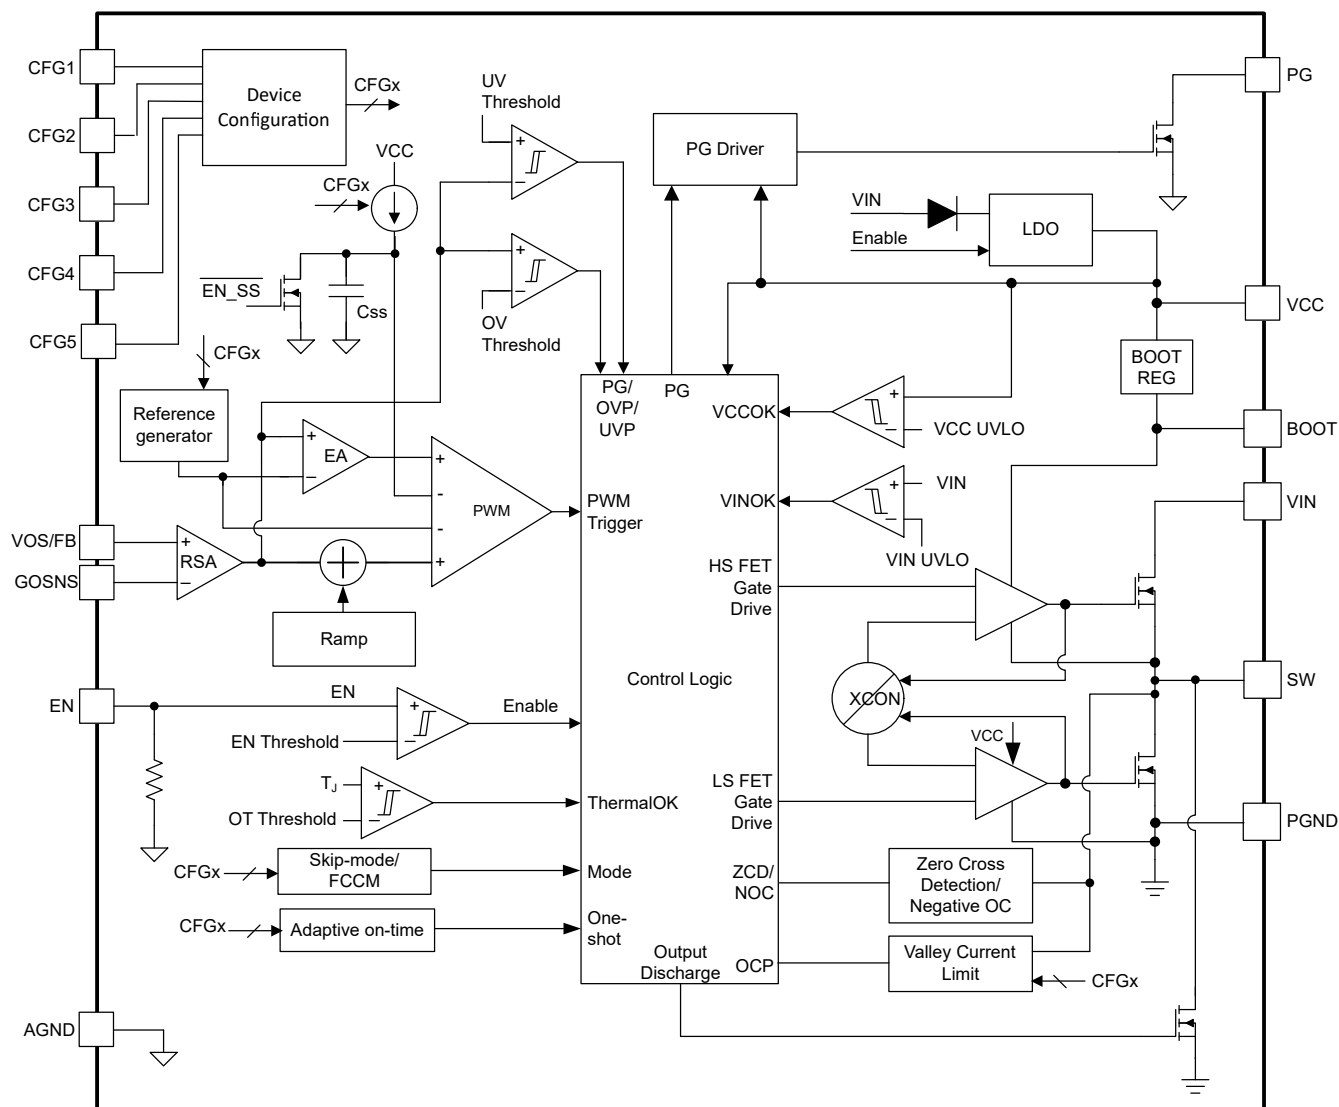 CFG1
CFG2
CFG3
CFG4
CFG5
Device
Configuration
CFGx
UV
Threshold
+
−
PG Driver
PG
VCC
CFGx
EN_SS
Css
+
−
OV
Threshold
VIN
Enable
LDO
VCC
BOOT
REG
BOOT
VIN
CFGx
Reference
generator
+
−
EA
+
-
-
+
PWM
VOS/FB
GOSNS
+
−
RSA
Ramp
PG/
OVP/
UVP
PG
VCCOK
+
−
VCC UVLO
VINOK
+
−
VIN
VIN UVLO
PWM
Trigger
HS FET
Gate
Drive
Control Logic
XCON
SW
EN
EN
EN Threshold
+
−
Enable
TJ
OT Threshold
+
−
ThermalOK
VCC
LS FET
Gate
Drive
PGND
CFGx
Skip-mode/
FCCM
Mode
CFGx
Adaptive on-time
One-
shot
ZCD/
NOC
Zero Cross
Detection/
Negative OC
Output
Discharge
OCP
Valley Current
Limit
CFGx
AGND